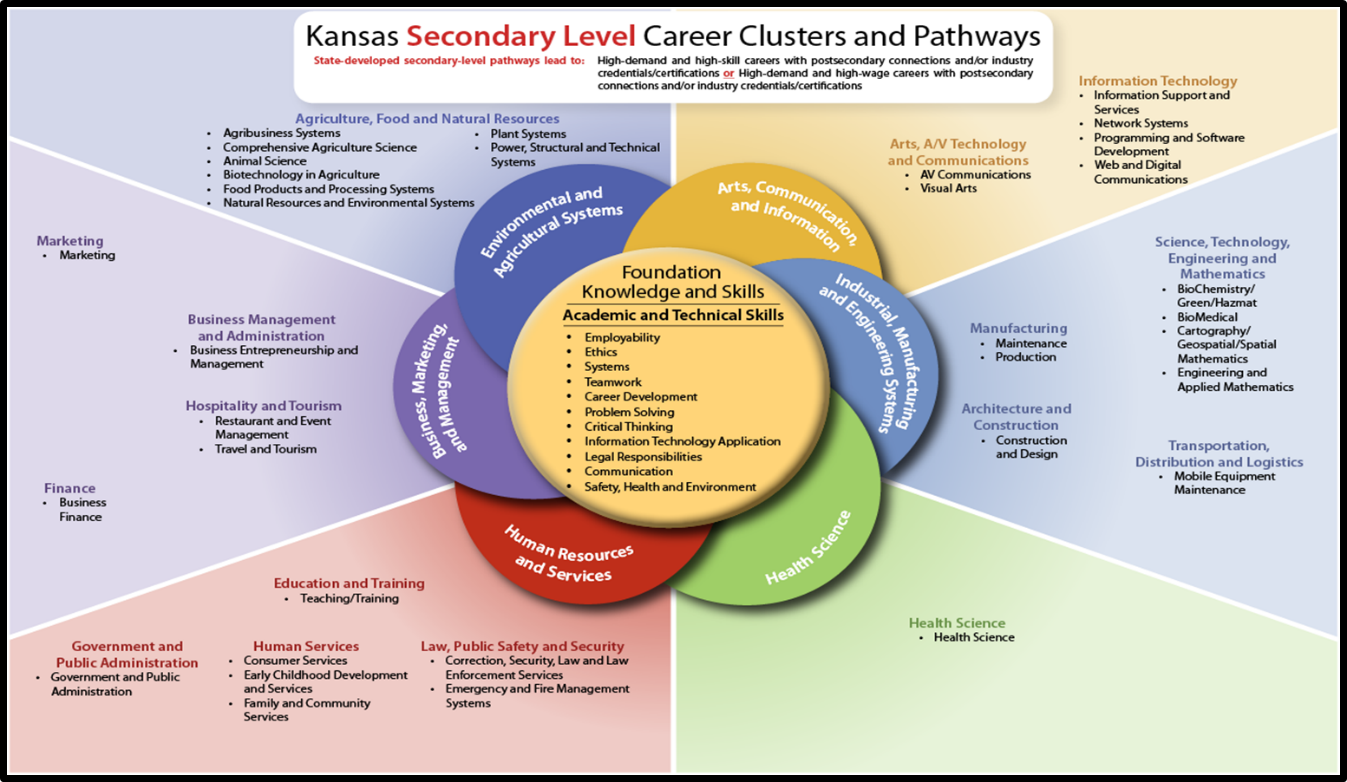 Kansas Secondary Level Career Clusters and Pathways
State-developed secondary-level pathways lead to:
High-demand and high-skill careers with postsecondary connections and/or industry
credentials/certifications or High-demand and high-wage careers with postsecondary
connections and/or industry credentials/certifications
Agriculture, Food and Natural Resources
• Agribusiness Systems
• Comprehensive Agriculture Science
• Animal Science
• Biotechnology in Agriculture
• Food Products and Processing Systems
• Natural Resources and Environmental Systems
• Plant Systems
• Power, Structural and Technical
Systems
Arts, A/V Technology
and Communications
• AV Communications
• Visual Arts
Information Technology
• Information Support and
Services
• Network Systems
• Programming and Software
Development
• Web and Digital
Communications
Marketing
• Marketing
Business Management
and Administration
• Business Entrepreneurship and
Management
Hospitality and Tourism
• Restaurant and Event
Management
• Travel and Tourism
Finance
• Business
Finance
Environmental and
Agricultural Systems
Arts, Communication,
and Information
Business, Marketing,
and Management
Industrial, Manufacturing
and Engineering Systems
Human Resources
and Services
Health Science
Foundation
Knowledge and Skills
Academic and Technical Skills
• Employability
• Ethics
• Systems
• Teamwork
• Career Development
• Problem Solving
• Critical Thinking
• Information Technology Application
• Legal Responsibilities
• Communication
• Safety, Health and Environment
Manufacturing
• Maintenance
• Production
Architecture and
Construction
• Construction
and Design
Science, Technology,
Engineering and
Mathematics
• BioChemistry/
Green/Hazmat
• BioMedical
• Cartography/
Geospatial/Spatial
Mathematics
• Engineering and
Applied Mathematics
Transportation,
Distribution and Logistics
• Mobile Equipment
Maintenance
Education and Training
• Teaching/Training
Government and
Public Administration
• Government and Public
Administration
Human Services
• Consumer Services
• Early Childhood Development
and Services
• Family and Community
Services
Law, Public Safety and Security
• Correction, Security, Law and Law
Enforcement Services
• Emergency and Fire Management
Systems
Health Science
• Health Science